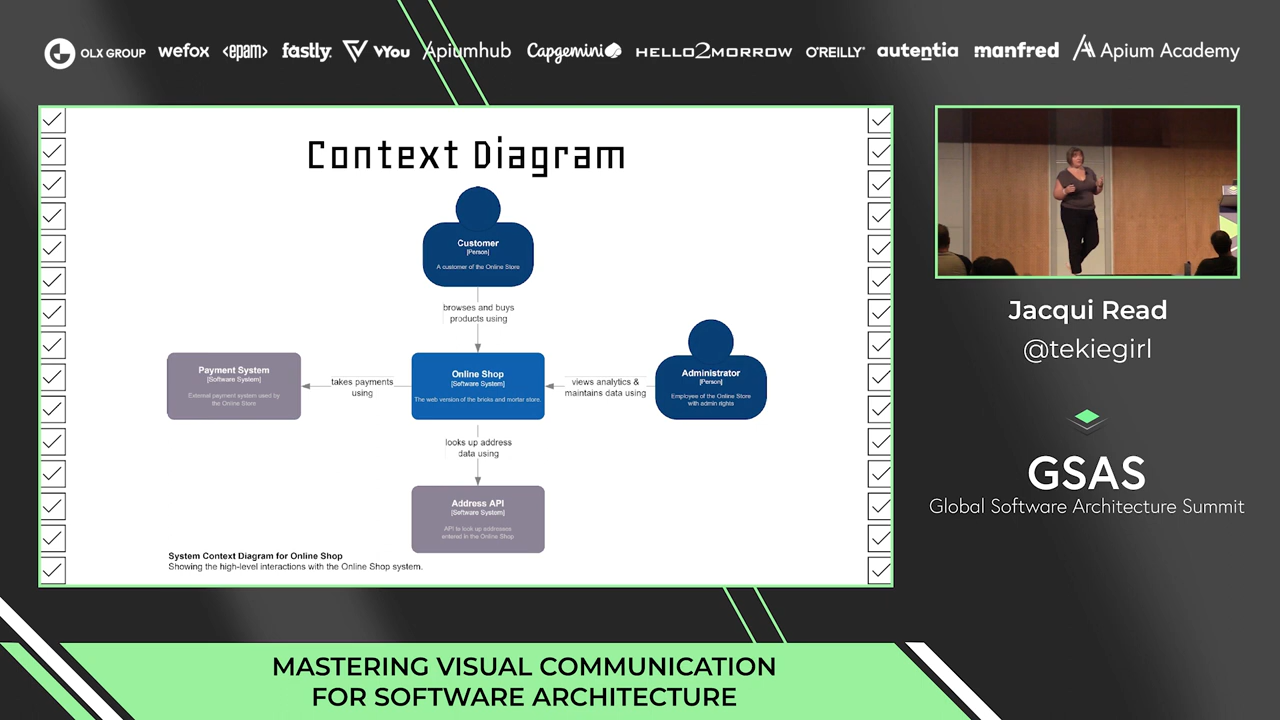 OLX GROUP wefox <epam> fastly. VYou Apiumhub Capgemini HELLO2MORROW O'REILLY® autentia manfred Apium Academy
Context Diagram
Customer
[Person]
A customer of the Online Store
browses and buys
products using
Payment System
[Software System]
External payment system used by
the Online Store
takes payments
using
Online Shop
[Software System]
The web version of the bricks and mortar store.
views analytics &
maintains data using
Administrator
[Person]
Employee of the Online Store
with admin rights
looks up address
data using
Address API
[Software System]
API to look up addresses
entered in the Online Shop
System Context Diagram for Online Shop
Showing the high-level interactions with the Online Shop system.
Jacqui Read
@tekiegirl
GSAS
Global Software Architecture Summit
MASTERING VISUAL COMMUNICATION
FOR SOFTWARE ARCHITECTURE